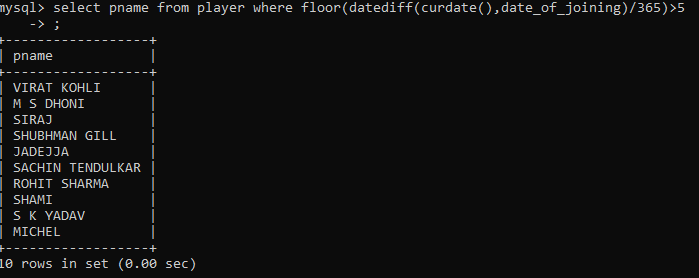 mysql> select pname from player where floor(datediff(curdate(),date_of_joining)/365)>5
    -> ;
+------------------+
| pname            |
+------------------+
| VIRAT KOHLI      |
| M S DHONI        |
| SIRAJ            |
| SHUBHMAN GILL    |
| JADEJJA          |
| SACHIN TENDULKAR |
| ROHIT SHARMA     |
| SHAMI            |
| S K YADAV        |
| MICHEL           |
+------------------+
10 rows in set (0.00 sec)